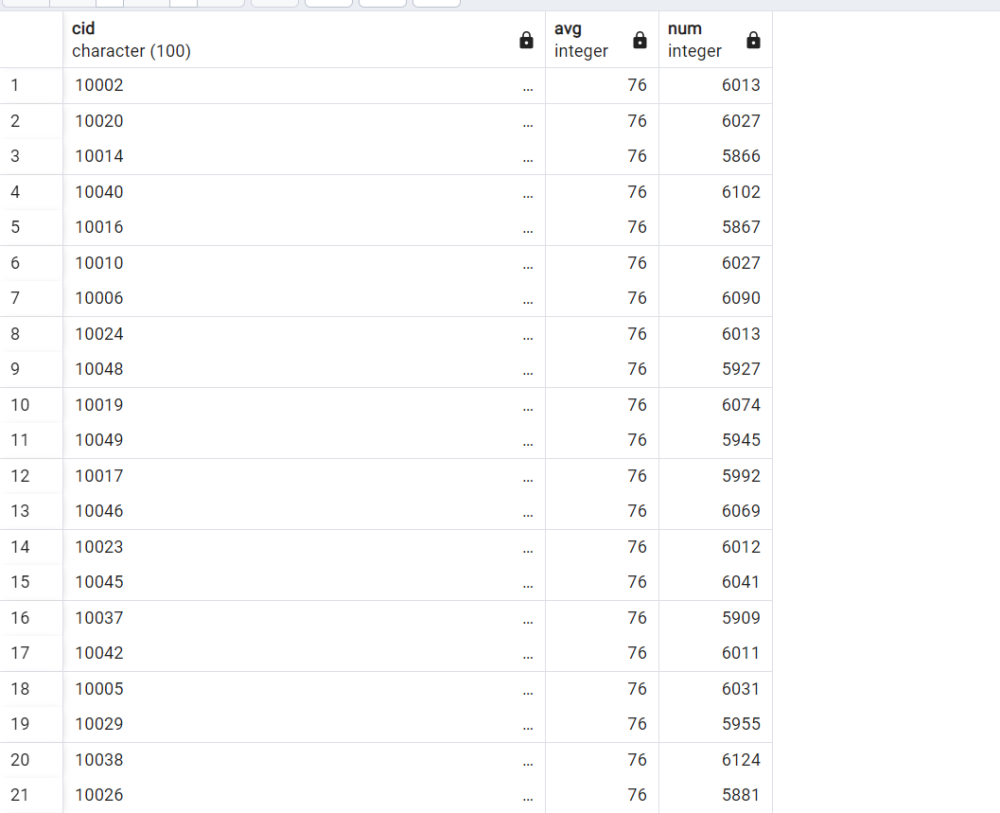 cid avg num
character (100) integer integer
1 10002 ... 76 6013
2 10020 ... 76 6027
3 10014 ... 76 5866
4 10040 ... 76 6102
5 10016 ... 76 5867
6 10010 ... 76 6027
7 10006 ... 76 6090
8 10024 ... 76 6013
9 10048 ... 76 5927
10 10019 ... 76 6074
11 10049 ... 76 5945
12 10017 ... 76 5992
13 10046 ... 76 6069
14 10023 ... 76 6012
15 10045 ... 76 6041
16 10037 ... 76 5909
17 10042 ... 76 6011
18 10005 ... 76 6031
19 10029 ... 76 5955
20 10038 ... 76 6124
21 10026 ... 76 5881